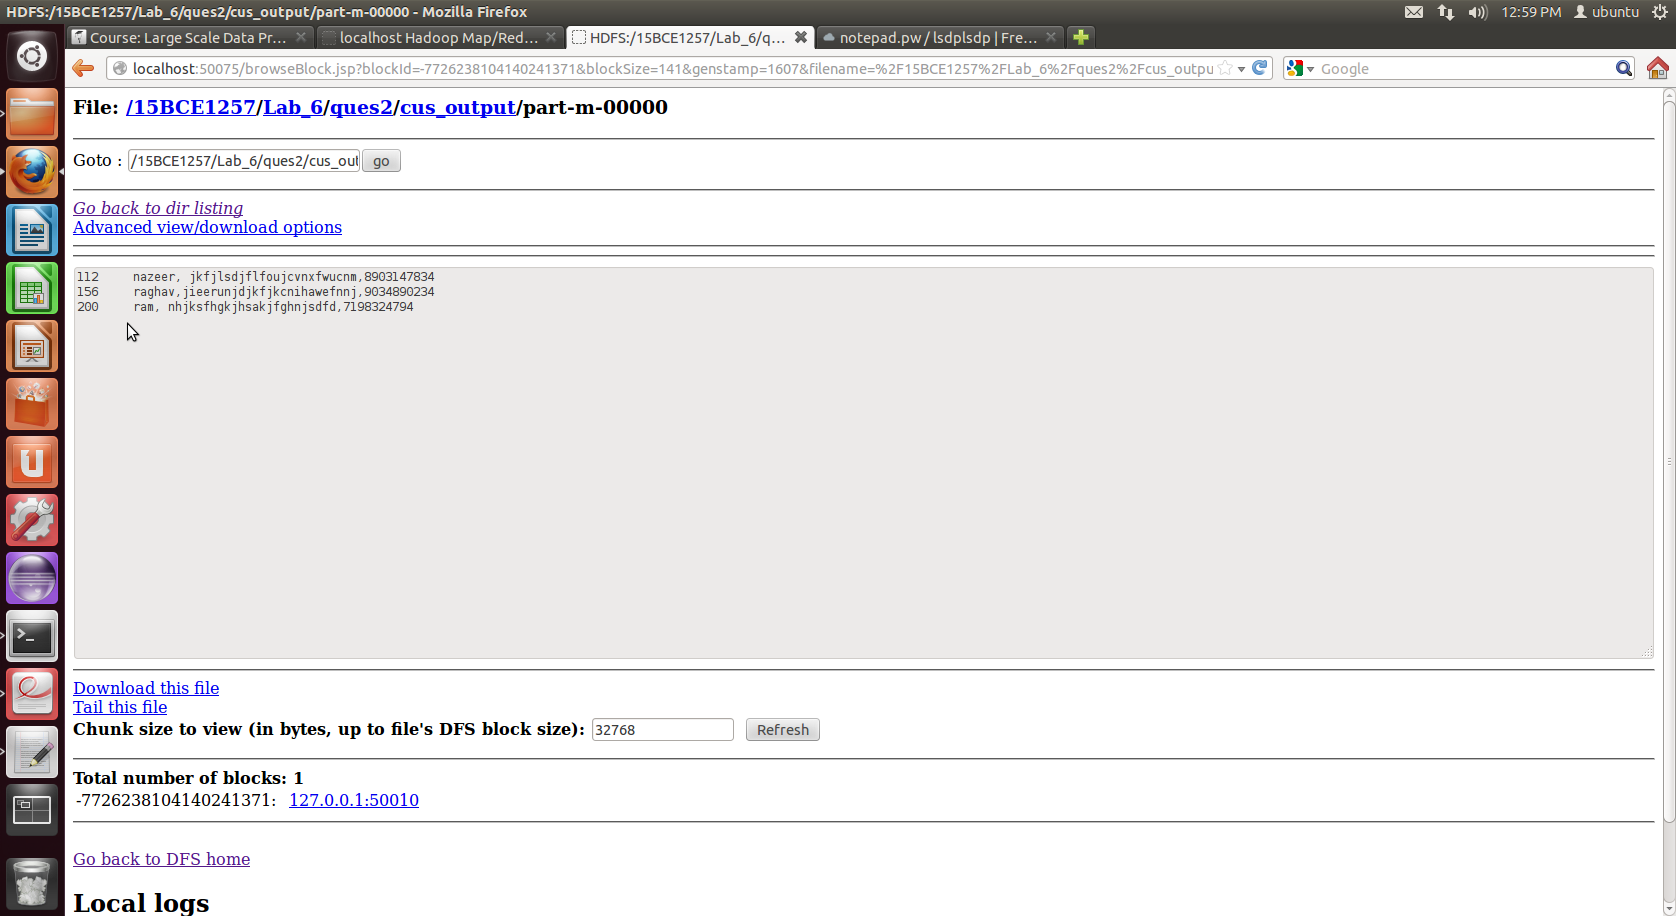 HDFS:/15BCE1257/Lab_6/ques2/cus_output/part-m-00000 - Mozilla Firefox
12:59 PM ubuntu
Course: Large Scale Data Pr...
localhost Hadoop Map/Red...
HDFS:/15BCE1257/Lab_6/q...
notepad.pw / lsdplsdp | Fre...
localhost:50075/browseBlock.jsp?blockId=-7726238104140241371&blockSize=141&genstamp=1607&filename=%2F15BCE1257%2FLab_6%2Fques2%2Fcus_outpu
Google
File: /15BCE1257/Lab_6/ques2/cus_output/part-m-00000
Goto : /15BCE1257/Lab_6/ques2/cus_out go
Go back to dir listing
Advanced view/download options
112 nazeer, jkfjlsdjflfoujcvnxfwucnm,8903147834
156 raghav,jieerunjdjkfjkcnihawefnnj,9034890234
200 ram, nhjksfhgkjhsakjfghnjsdfd,7198324794
Download this file
Tail this file
Chunk size to view (in bytes, up to file's DFS block size): 32768 Refresh
Total number of blocks: 1
-7726238104140241371: 127.0.0.1:50010
Go back to DFS home
Local logs